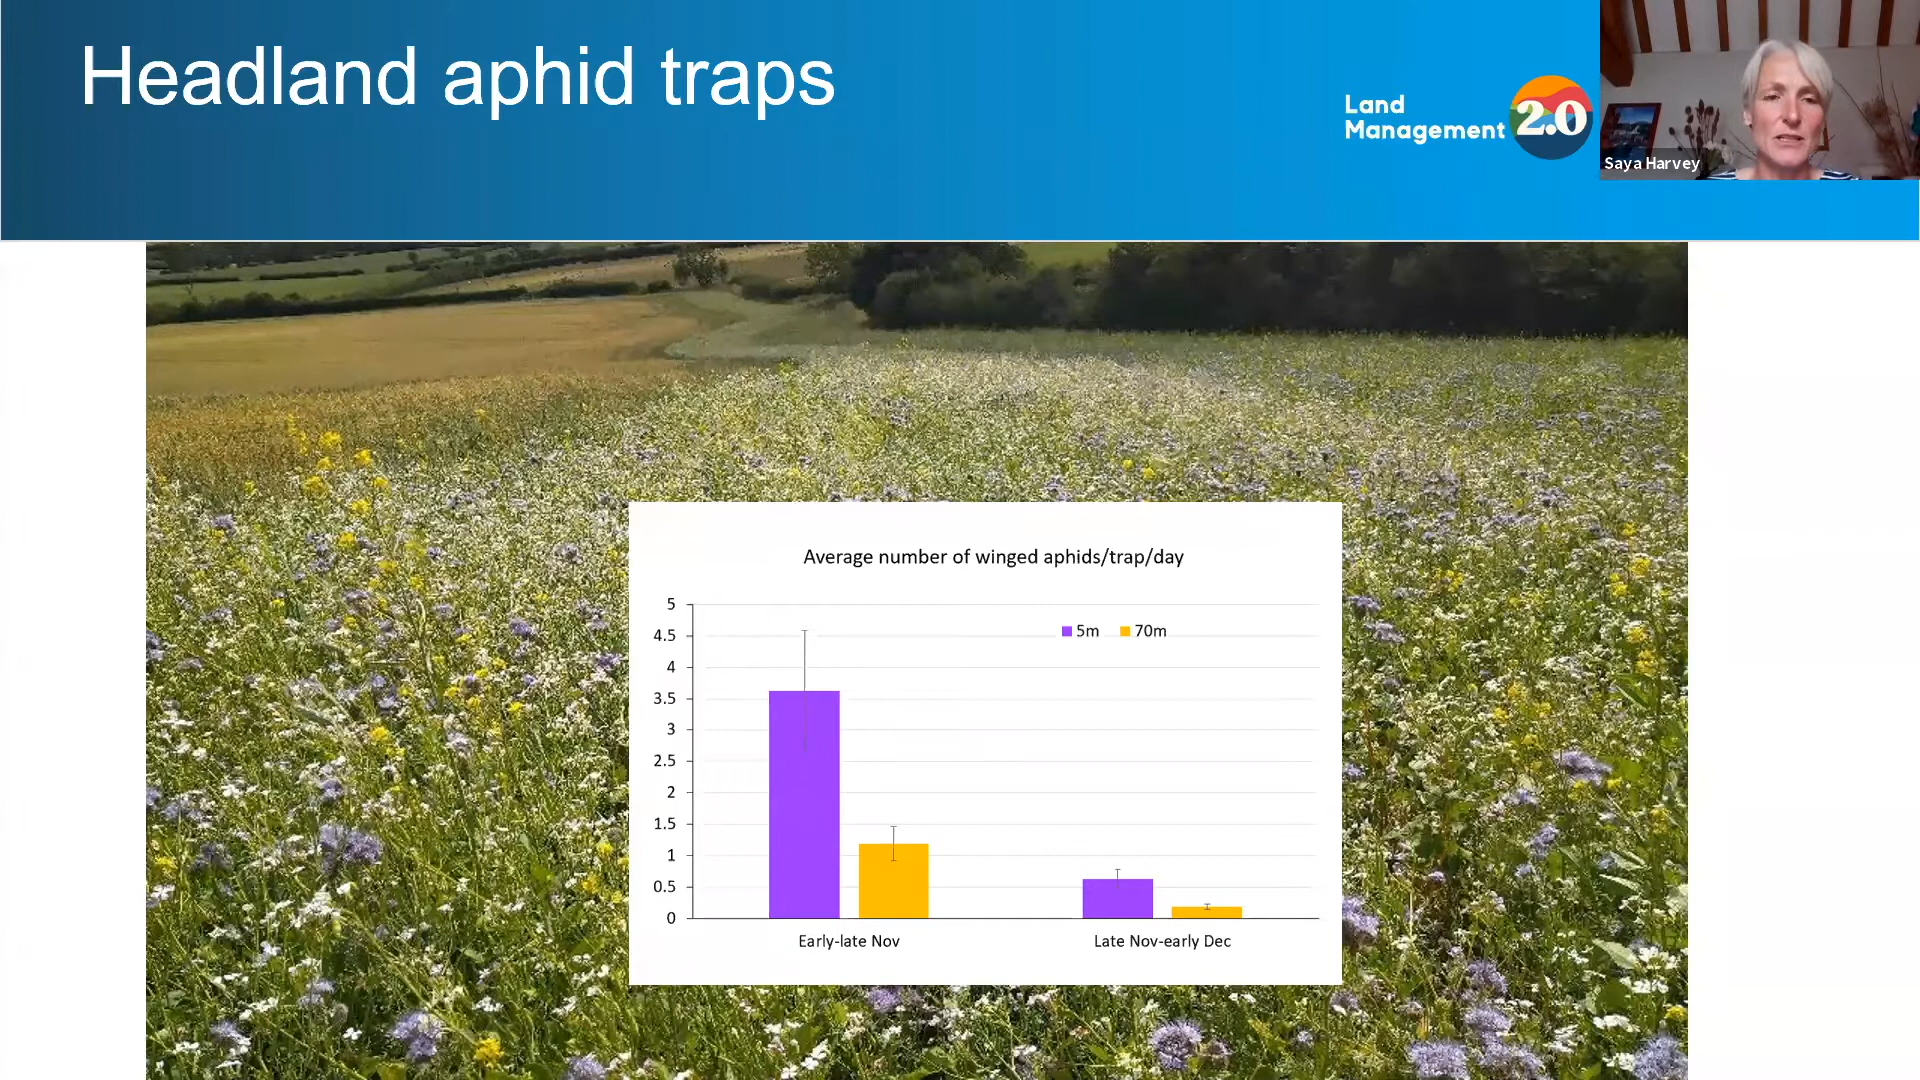 Headland aphid traps
Land
Management
2.0
Saya Harvey
Average number of winged aphids/trap/day
5m
70m
5
4.5
4
3.5
3
2.5
2
1.5
1
0.5
0
Early-late Nov
Late Nov-early Dec